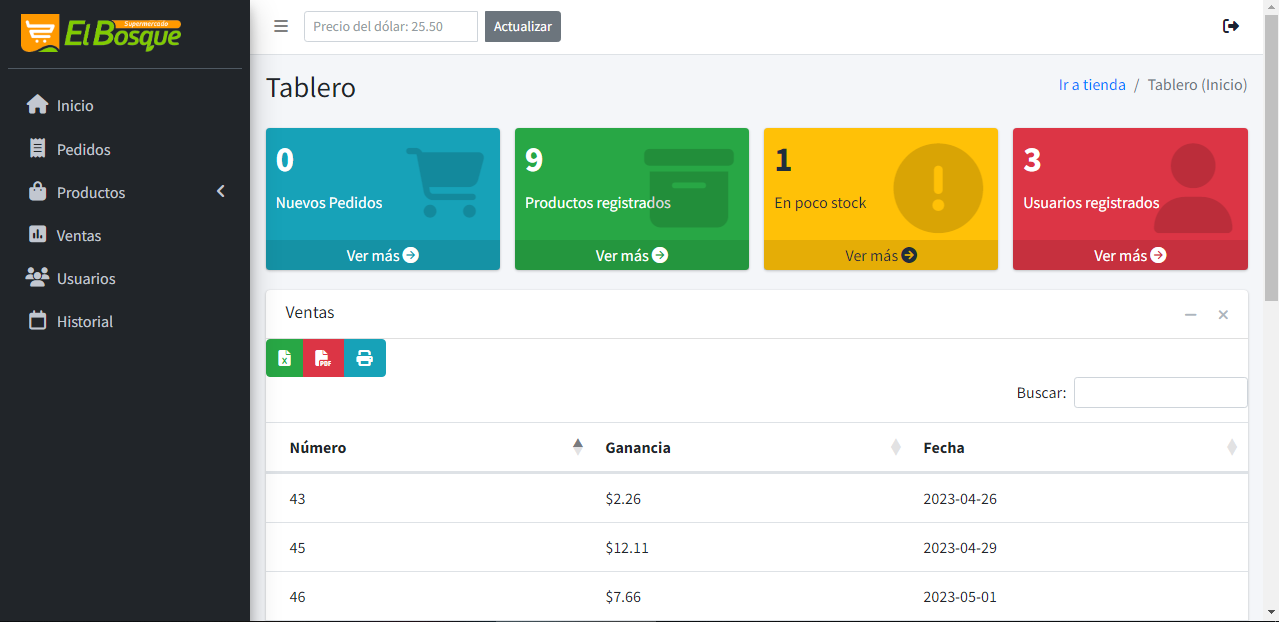 Supermercado
El Bosque
Precio del dólar: 25.50
Actualizar
Inicio
Pedidos
Productos
Ventas
Usuarios
Historial
Tablero
Ir a tienda / Tablero (Inicio)
0
Nuevos Pedidos
Ver más
9
Productos registrados
Ver más
1
En poco stock
Ver más
3
Usuarios registrados
Ver más
Ventas
X
PDF
Buscar:
Número Ganancia Fecha
43 $2.26 2023-04-26
45 $12.11 2023-04-29
46 $7.66 2023-05-01